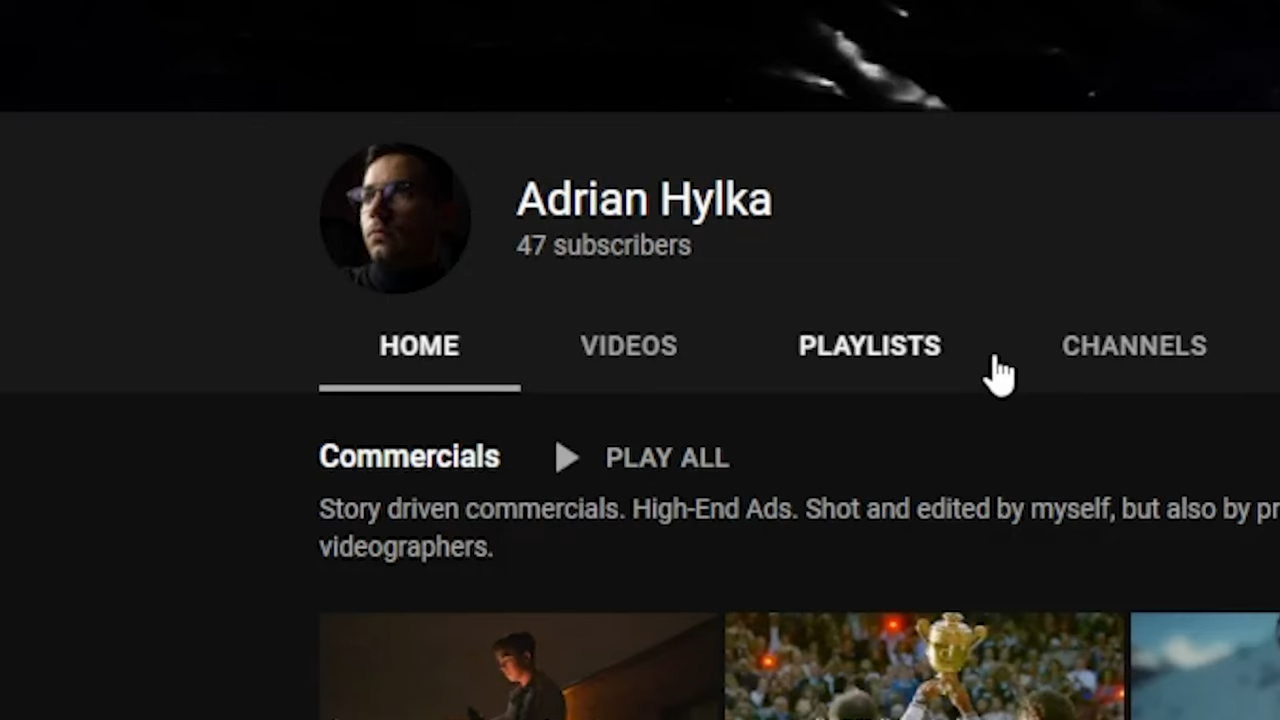 Adrian Hylka
47 subscribers
HOME VIDEOS PLAYLISTS CHANNELS
Commercials PLAY ALL
Story driven commercials. High-End Ads. Shot and edited by myself, but also by
videographers.